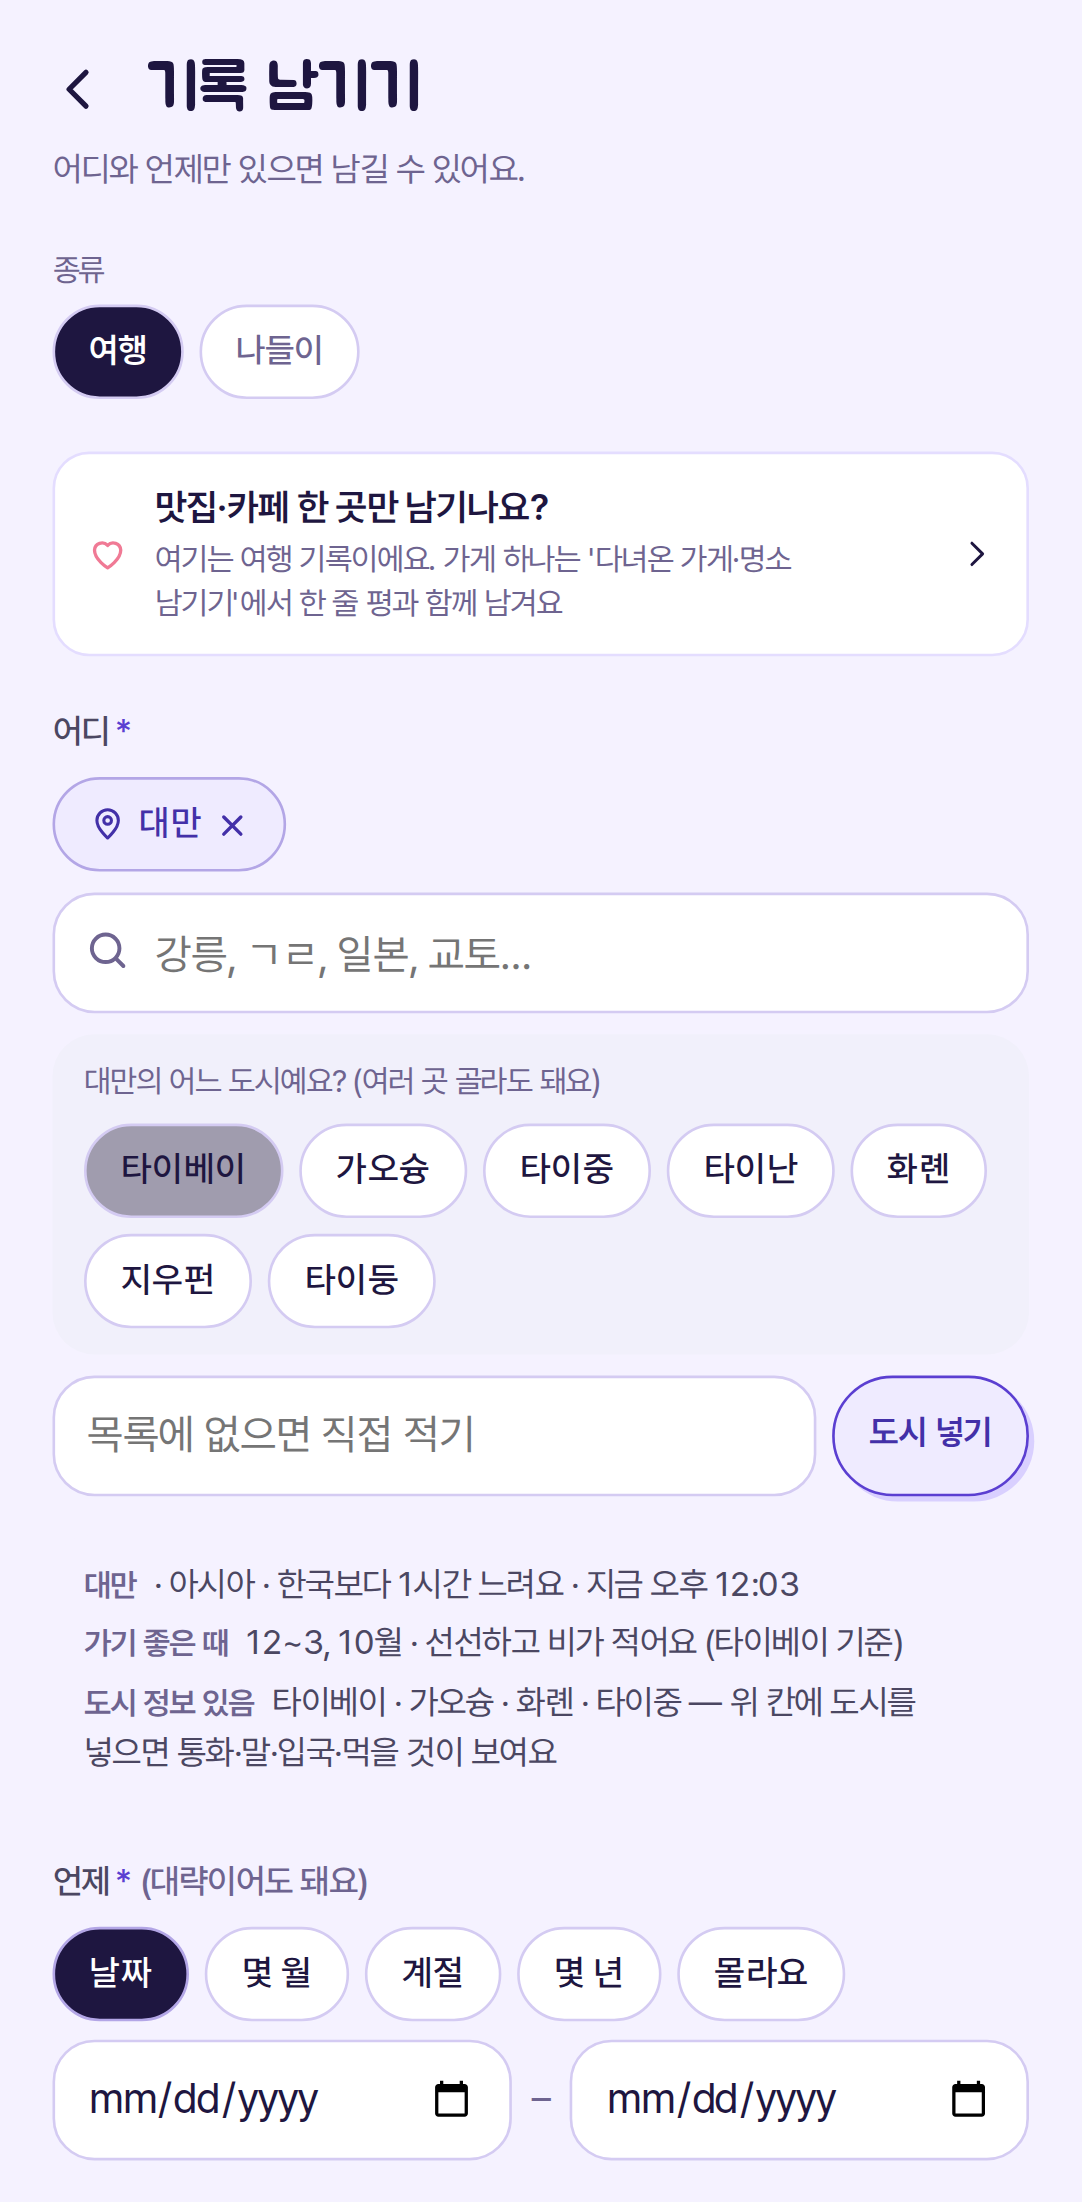 기록 남기기
어디와 언제만 있으면 남길 수 있어요.
종류
여행 나들이
맛집·카페 한 곳만 남기나요?
여기는 여행 기록이에요. 가게 하나는 '다녀온 가게·명소
남기기'에서 한 줄 평과 함께 남겨요
어디 *
대만
강릉, ㄱㄹ, 일본, 교토...
대만의 어느 도시예요? (여러 곳 골라도 돼요)
타이베이 가오슝 타이중 타이난 화롄
지우펀 타이둥
목록에 없으면 직접 적기 도시 넣기
대만 · 아시아 · 한국보다 1시간 느려요 · 지금 오후 12:03
가기 좋은 때 12~3, 10월 · 선선하고 비가 적어요 (타이베이 기준)
도시 정보 있음 타이베이 · 가오슝 · 화롄 · 타이중 — 위 칸에 도시를
넣으면 통화·말·입국·먹을 것이 보여요
언제 * (대략이어도 돼요)
날짜 몇 월 계절 몇 년 몰라요
mm/dd/yyyy – mm/dd/yyyy